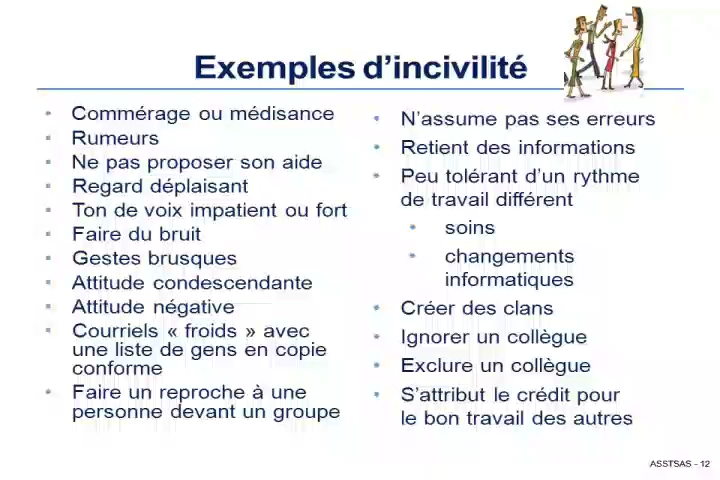 Exemples d'incivilité
• Commérage ou médisance
• Rumeurs
• Ne pas proposer son aide
• Regard déplaisant
• Ton de voix impatient ou fort
• Faire du bruit
• Gestes brusques
• Attitude condescendante
• Attitude négative
• Courriels « froids » avec
une liste de gens en copie
conforme
• Faire un reproche à une
personne devant un groupe
• N'assume pas ses erreurs
• Retient des informations
• Peu tolérant d'un rythme
de travail différent
• soins
• changements
informatiques
• Créer des clans
• Ignorer un collègue
• Exclure un collègue
• S'attribut le crédit pour
le bon travail des autres
ASSTSAS - 12